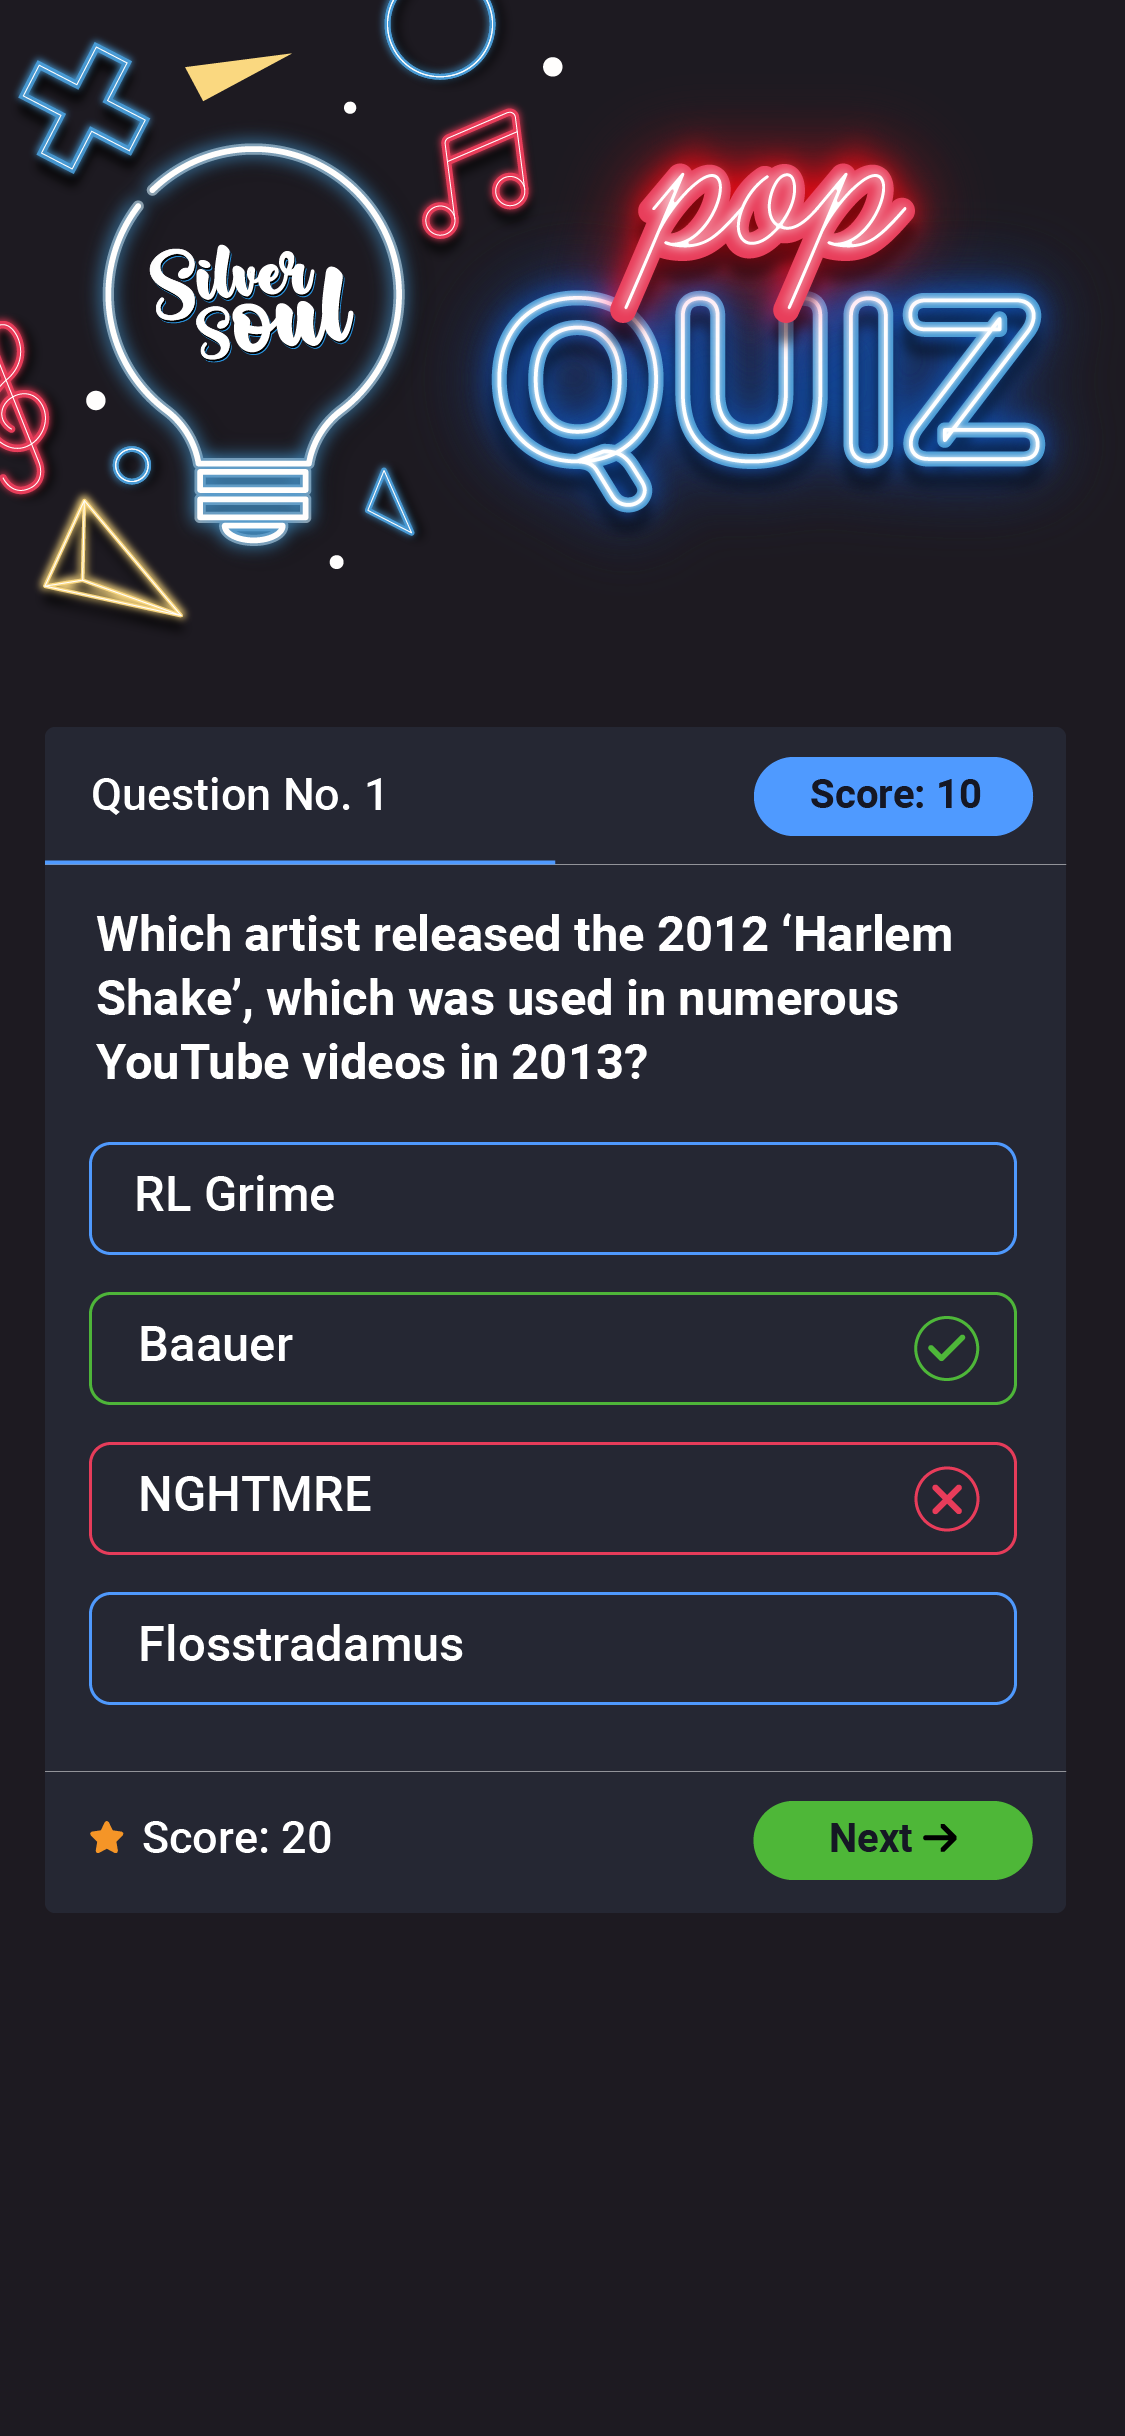 Silver
Soul
pop
QUIZ
Question No. 1
Score: 10
Which artist released the 2012 ‘Harlem
Shake’, which was used in numerous
YouTube videos in 2013?
RL Grime
Baauer
NGHTMRE
Flosstradamus
Score: 20
Next